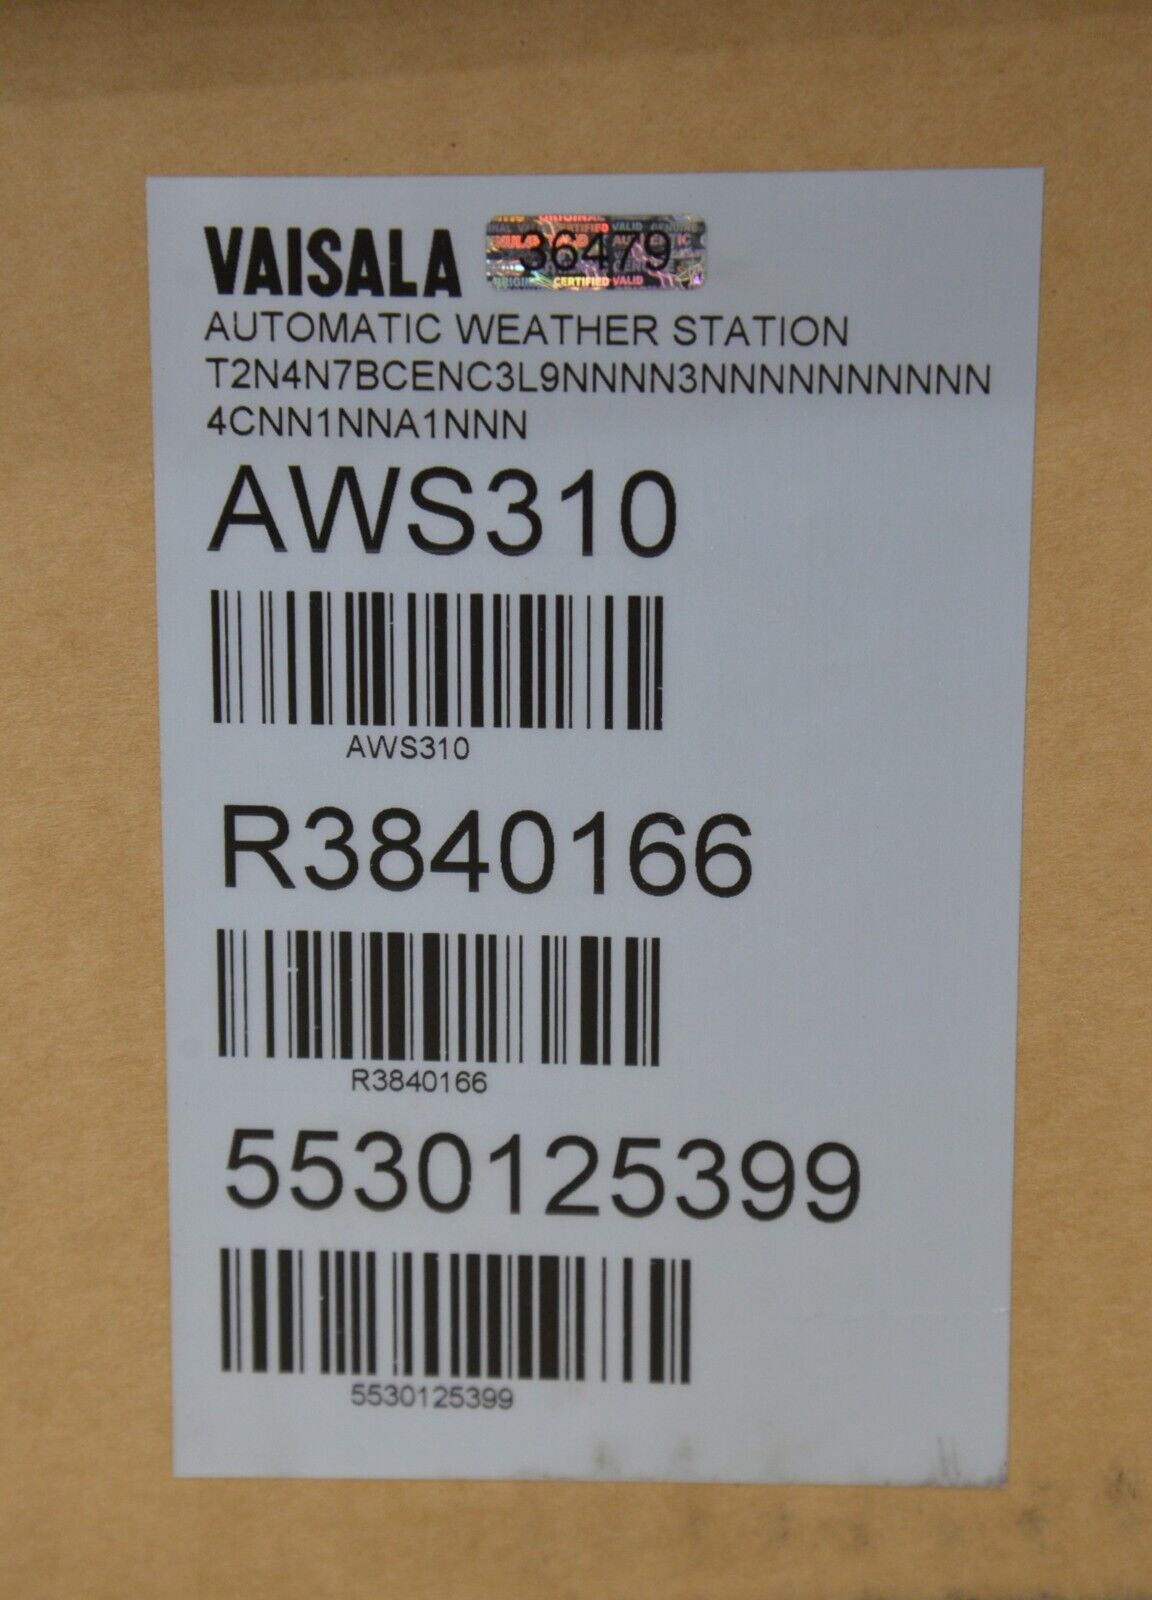 VAISALA 36479
AUTOMATIC WEATHER STATION
T2N4N7BCENC3L9NNNN3NNNNNNNNNN
4CNN1NNA1NNN
AWS310
AWS310
R3840166
R3840166
5530125399
5530125399